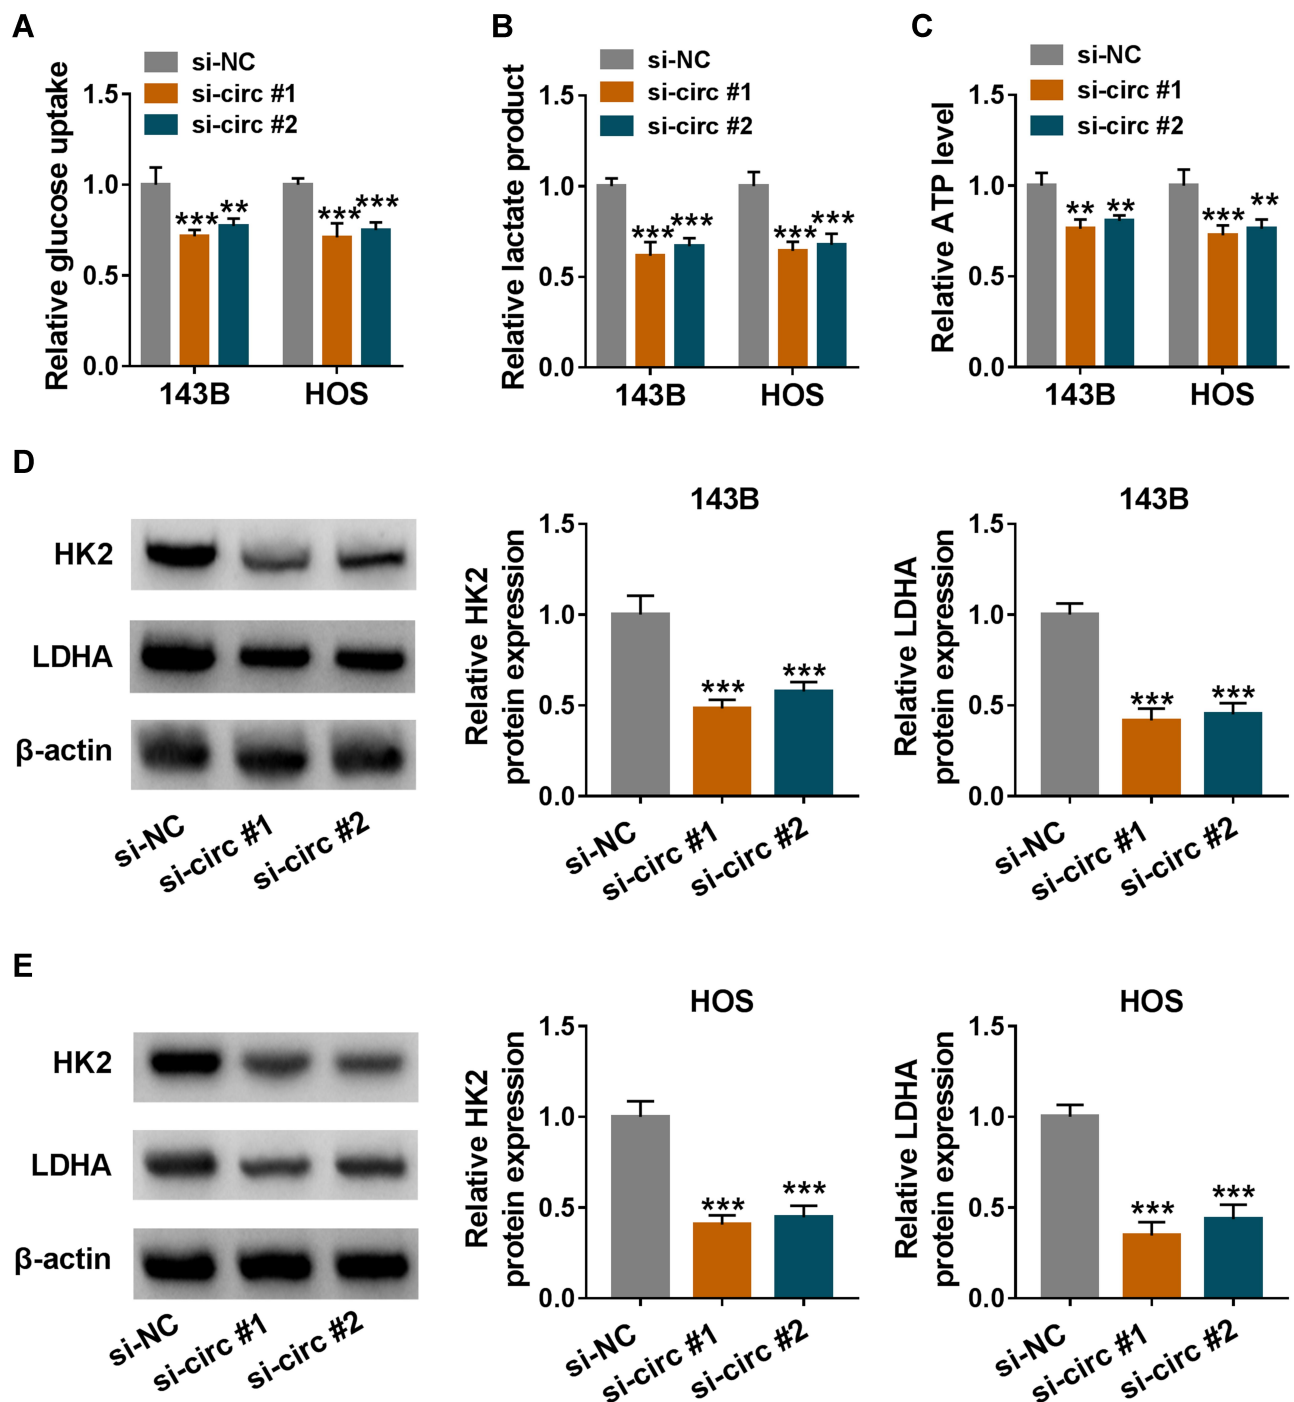 A
si-NC
si-circ #1
si-circ #2
Relative glucose uptake
1.5
1.0
0.5
0.0
*** ** *** ***
143B HOS
B
si-NC
si-circ #1
si-circ #2
Relative lactate product
1.5
1.0
0.5
0.0
*** *** *** ***
143B HOS
C
si-NC
si-circ #1
si-circ #2
Relative ATP level
1.5
1.0
0.5
0.0
** ** *** **
143B HOS
D
HK2
LDHA
β-actin
si-NC
si-circ #1
si-circ #2
143B
Relative HK2
protein expression
1.5
1.0
0.5
0.0
*** ***
si-NC
si-circ #1
si-circ #2
143B
Relative LDHA
protein expression
1.5
1.0
0.5
0.0
*** ***
si-NC
si-circ #1
si-circ #2
E
HK2
LDHA
β-actin
si-NC
si-circ #1
si-circ #2
HOS
Relative HK2
protein expression
1.5
1.0
0.5
0.0
*** ***
si-NC
si-circ #1
si-circ #2
HOS
Relative LDHA
protein expression
1.5
1.0
0.5
0.0
*** ***
si-NC
si-circ #1
si-circ #2